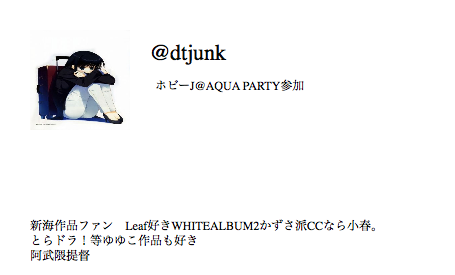 @dtjunk
ホビーJ@AQUA PARTY参加
新海作品ファン　Leaf好きWHITEALBUM2かずさ派CCなら小春。
とらドラ！等ゆゆこ作品も好き
阿武隈提督